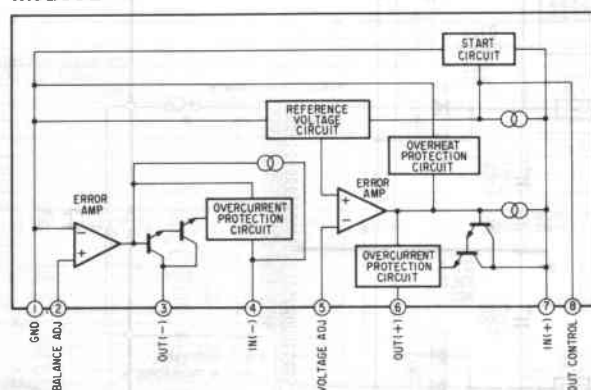 START
CIRCUIT
REFERENCE
VOLTAGE
CIRCUIT
OVERHEAT
PROTECTION
CIRCUIT
ERROR
AMP
ERROR
AMP
OVERCURRENT
PROTECTION
CIRCUIT
OVERCURRENT
PROTECTION
CIRCUIT
+
−
−
+
1 2 3 4 5 6 7 8
GND
BALANCE ADJ
OUT(−)
IN(−)
VOLTAGE ADJ
OUT(+)
IN(+)
OUT CONTROL